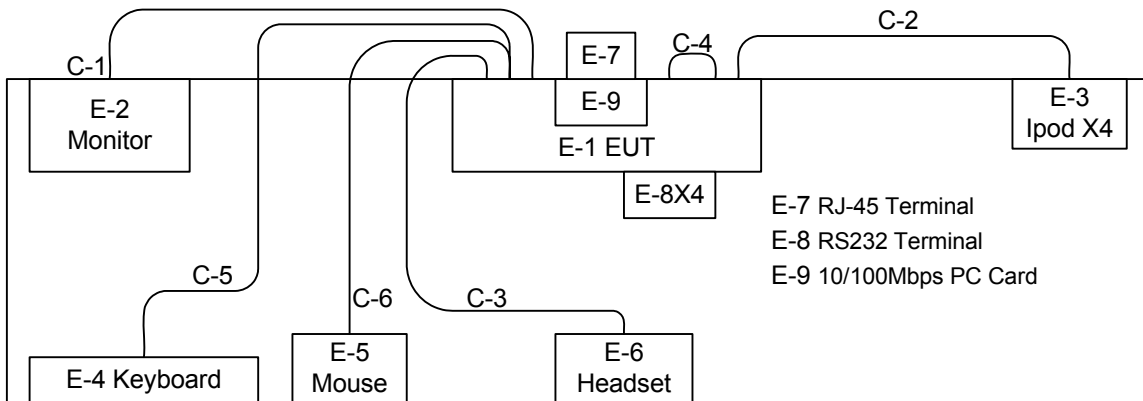 C-1
C-2
C-4
E-7
E-9
E-2
Monitor
E-1 EUT
E-3
Ipod X4
E-8X4
E-7 RJ-45 Terminal
E-8 RS232 Terminal
E-9 10/100Mbps PC Card
C-5
C-6
C-3
E-4 Keyboard
E-5
Mouse
E-6
Headset